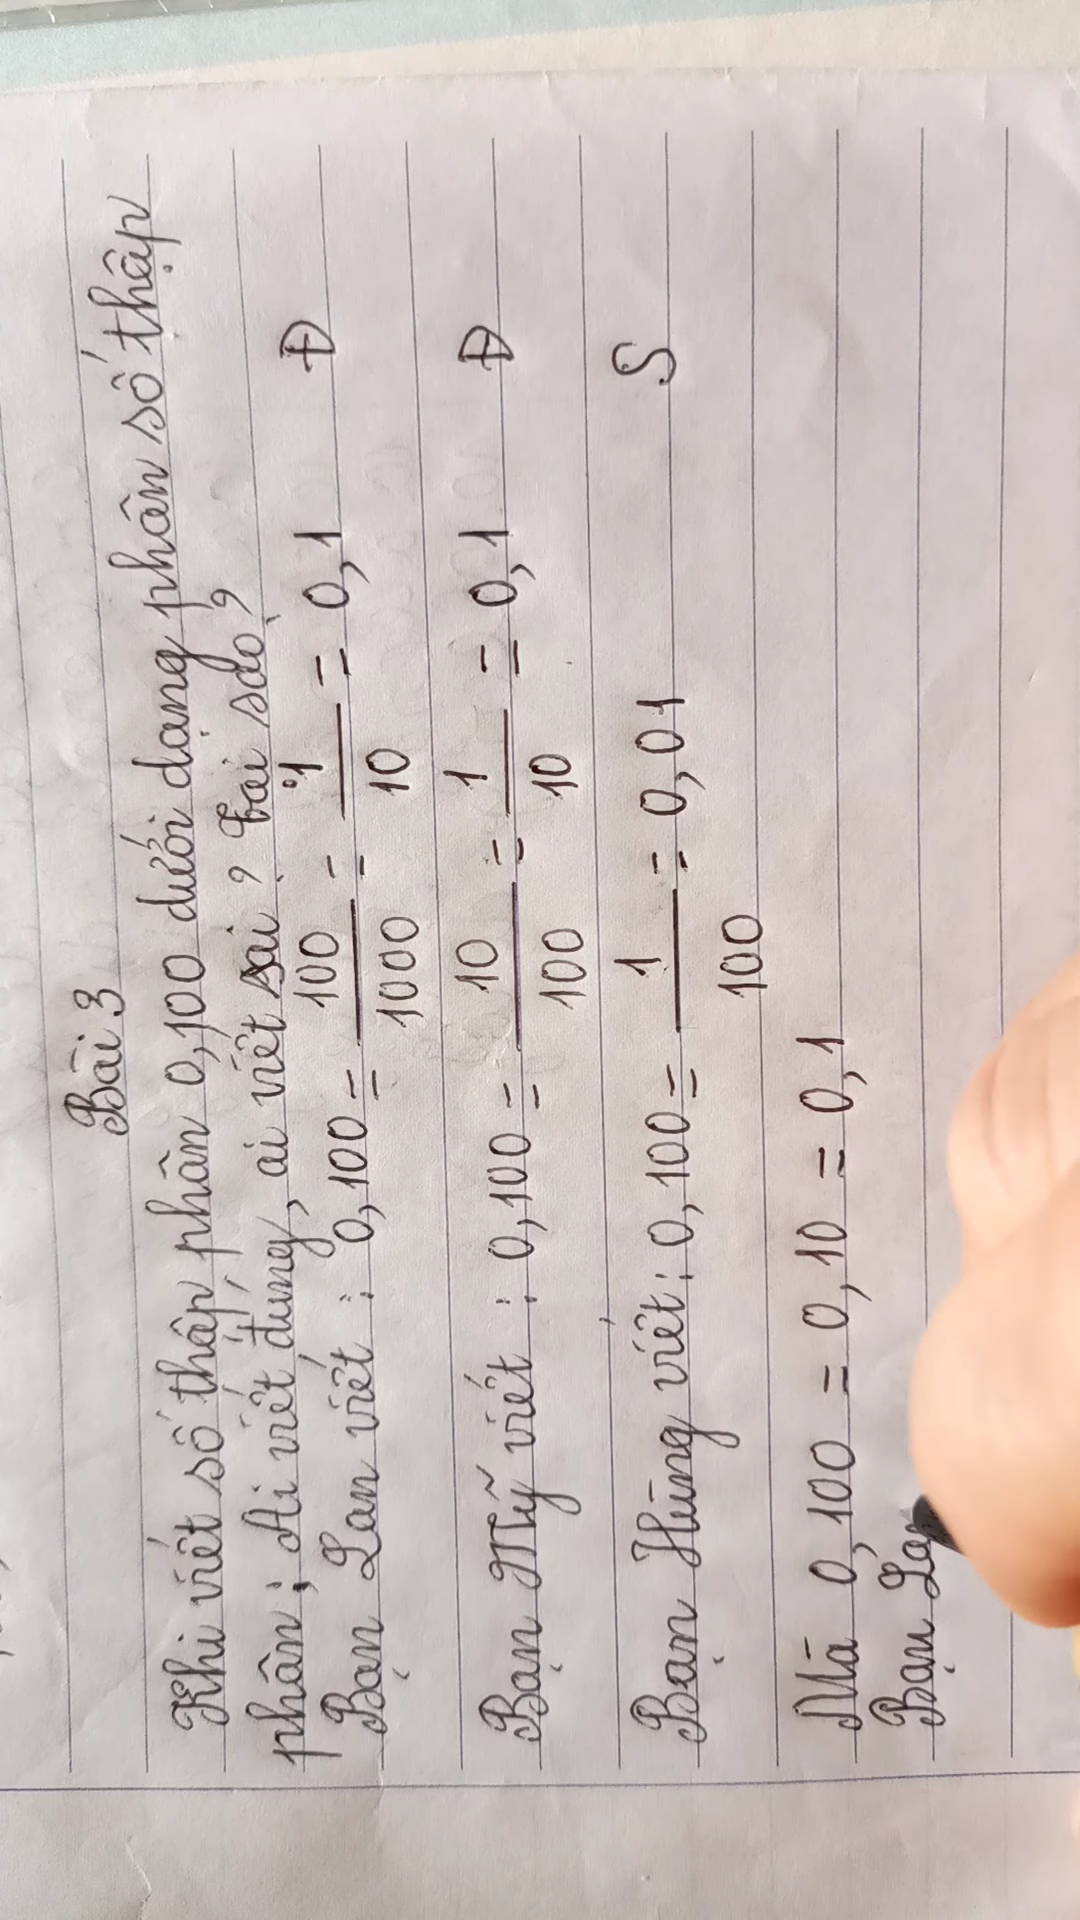 Bài 3
Khi viết số thập phân 0,100 dưới dạng phân số thập
phân; Ai viết đúng, ai viết sai? Tại sao?
Bạn Lan viết: 0,100 = 100/1000 = 1/10 = 0,1 Đ
Bạn Mỹ viết: 0,100 = 10/100 = 1/10 = 0,1 Đ
Bạn Hùng viết: 0,100 = 1/100 = 0,01 S
Mà 0,100 = 0,10 = 0,1
Bạn La